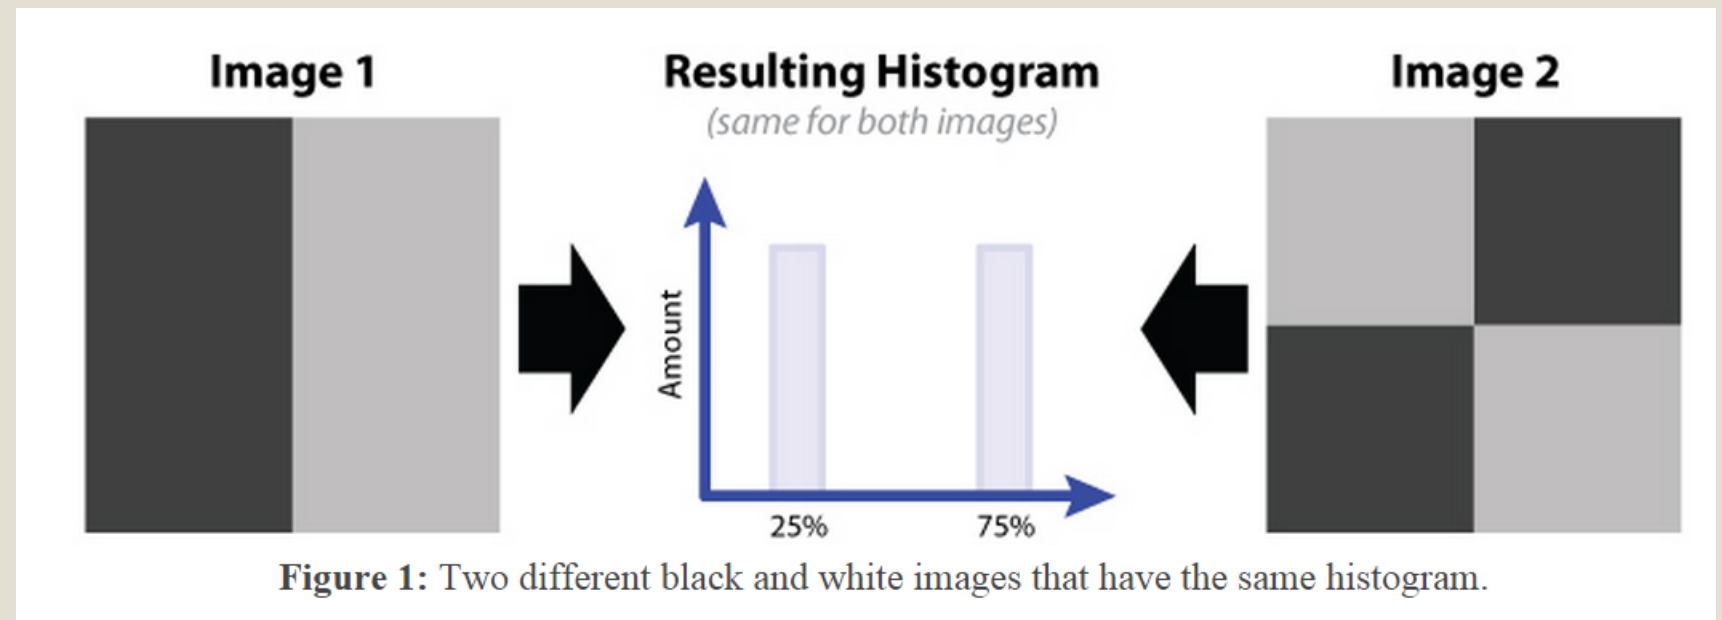 Image 1
Resulting Histogram
(same for both images)
Image 2
Amount
25%
75%
Figure 1: Two different black and white images that have the same histogram.